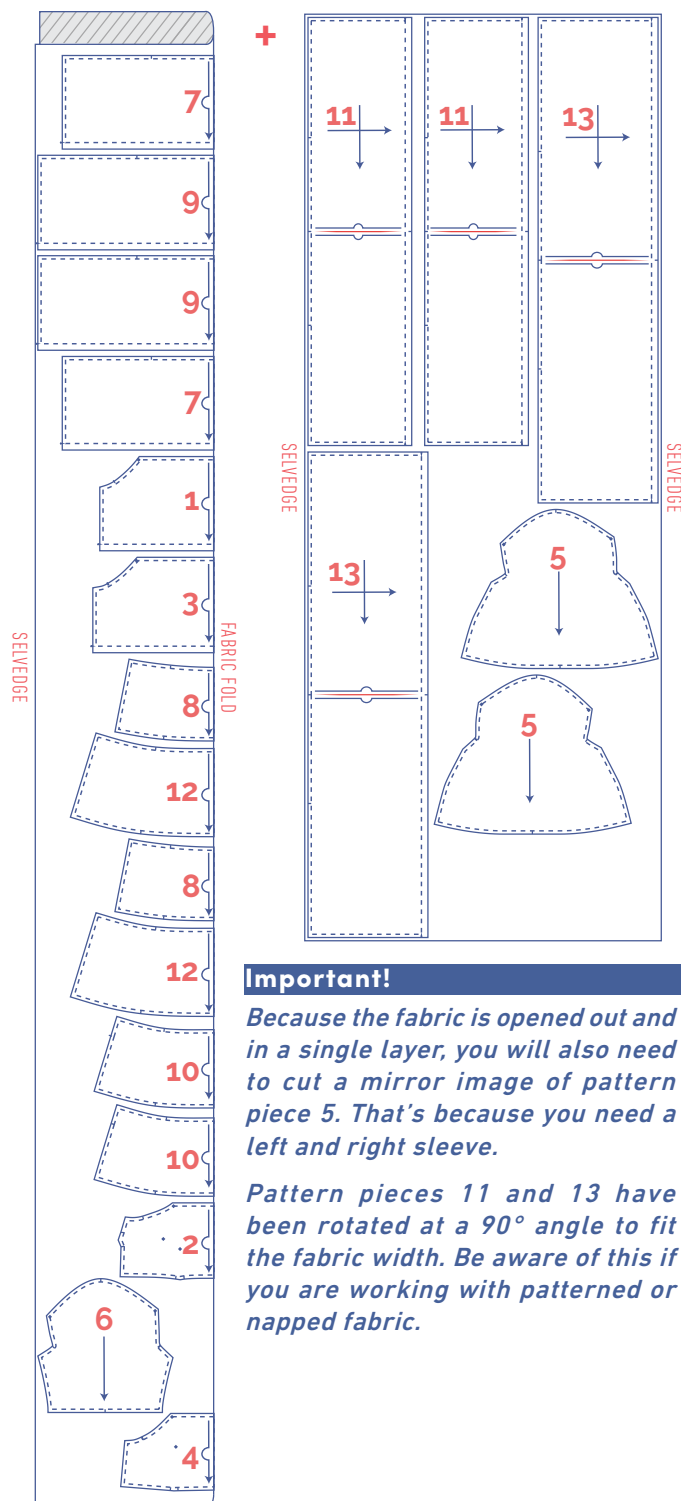 7
9
9
7
1
3
SELVEDGE
FABRIC FOLD
8
12
8
12
10
10
2
6
4
+
11
11
13
SELVEDGE
SELVEDGE
13
5
5
Important!
Because the fabric is opened out and
in a single layer, you will also need
to cut a mirror image of pattern
piece 5. That's because you need a
left and right sleeve.
Pattern pieces 11 and 13 have
been rotated at a 90° angle to fit
the fabric width. Be aware of this if
you are working with patterned or
napped fabric.